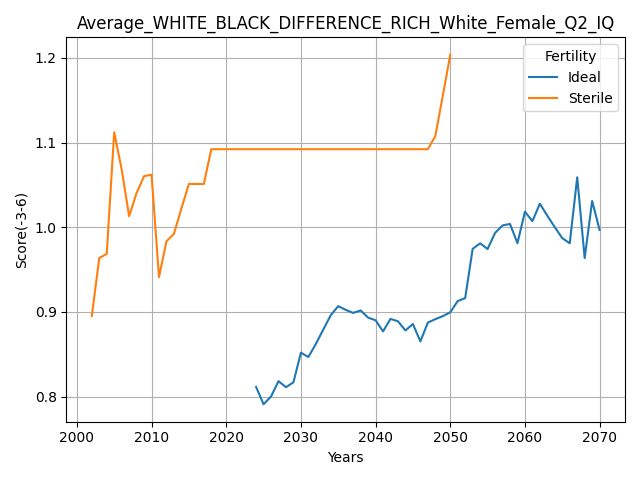 Average_WHITE_BLACK_DIFFERENCE_RICH_White_Female_Q2_IQ
Fertility
Ideal
Sterile
Score(-3-6)
1.2
1.1
1.0
0.9
0.8
2000 2010 2020 2030 2040 2050 2060 2070
Years